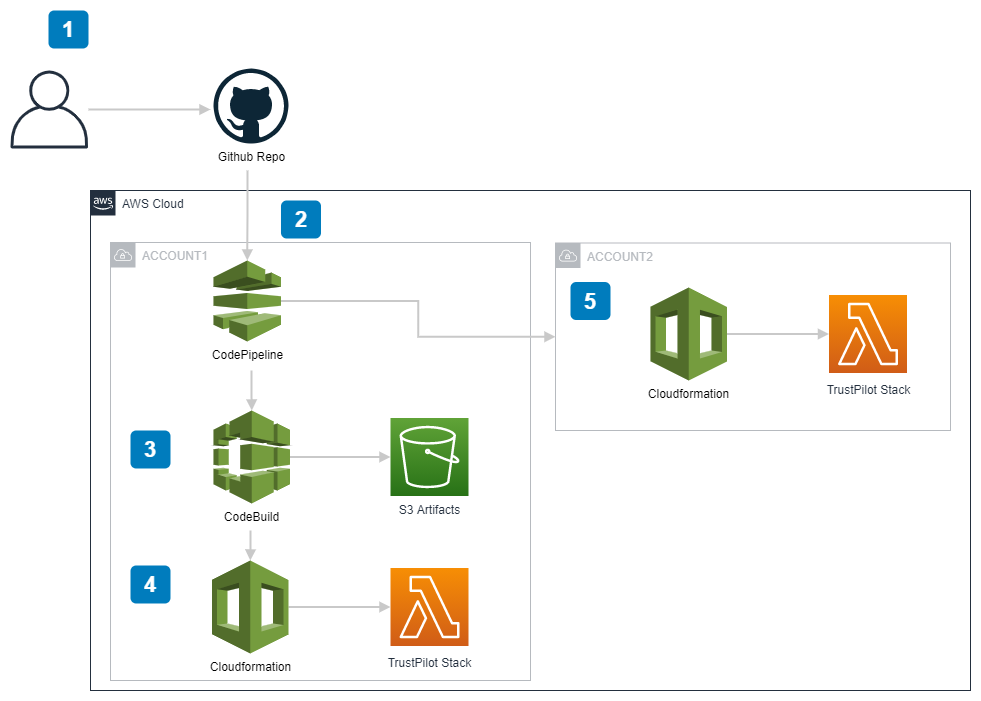 1
Github Repo
aws
AWS Cloud
2
ACCOUNT1
ACCOUNT2
5
CodePipeline
Cloudformation
TrustPilot Stack
3
CodeBuild
S3 Artifacts
4
Cloudformation
TrustPilot Stack